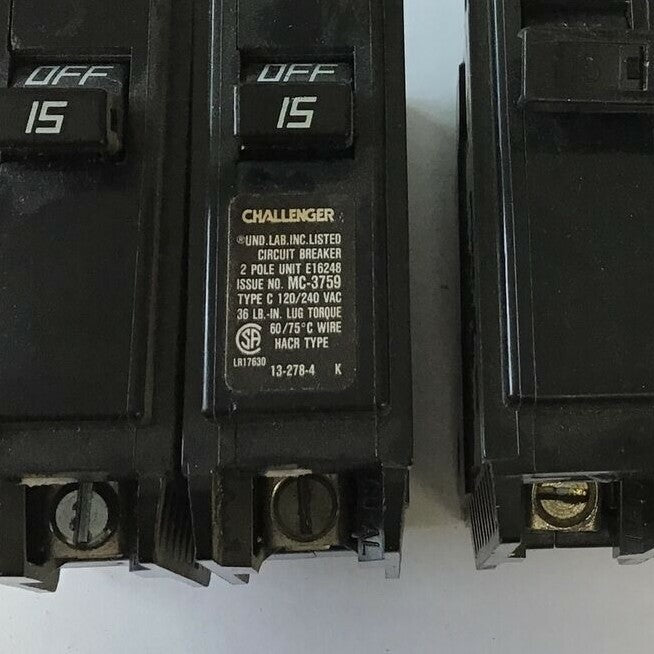 OFF
15
OFF
15
CHALLENGER
®UND.LAB.INC.LISTED
CIRCUIT BREAKER
2 POLE UNIT E16248
ISSUE NO. MC-3759
TYPE C 120/240 VAC
36 LB.-IN. LUG TORQUE
60/75°C WIRE
HACR TYPE
SA
LR17630
13-278-4 K